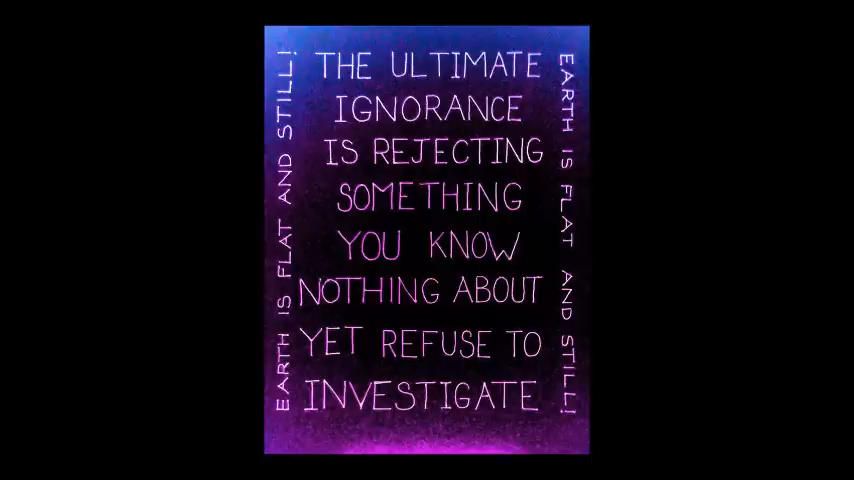 THE ULTIMATE
IGNORANCE
IS REJECTING
SOMETHING
YOU KNOW
NOTHING ABOUT
YET REFUSE TO
INVESTIGATE
EARTH IS FLAT AND STILL!
EARTH IS FLAT AND STILL!